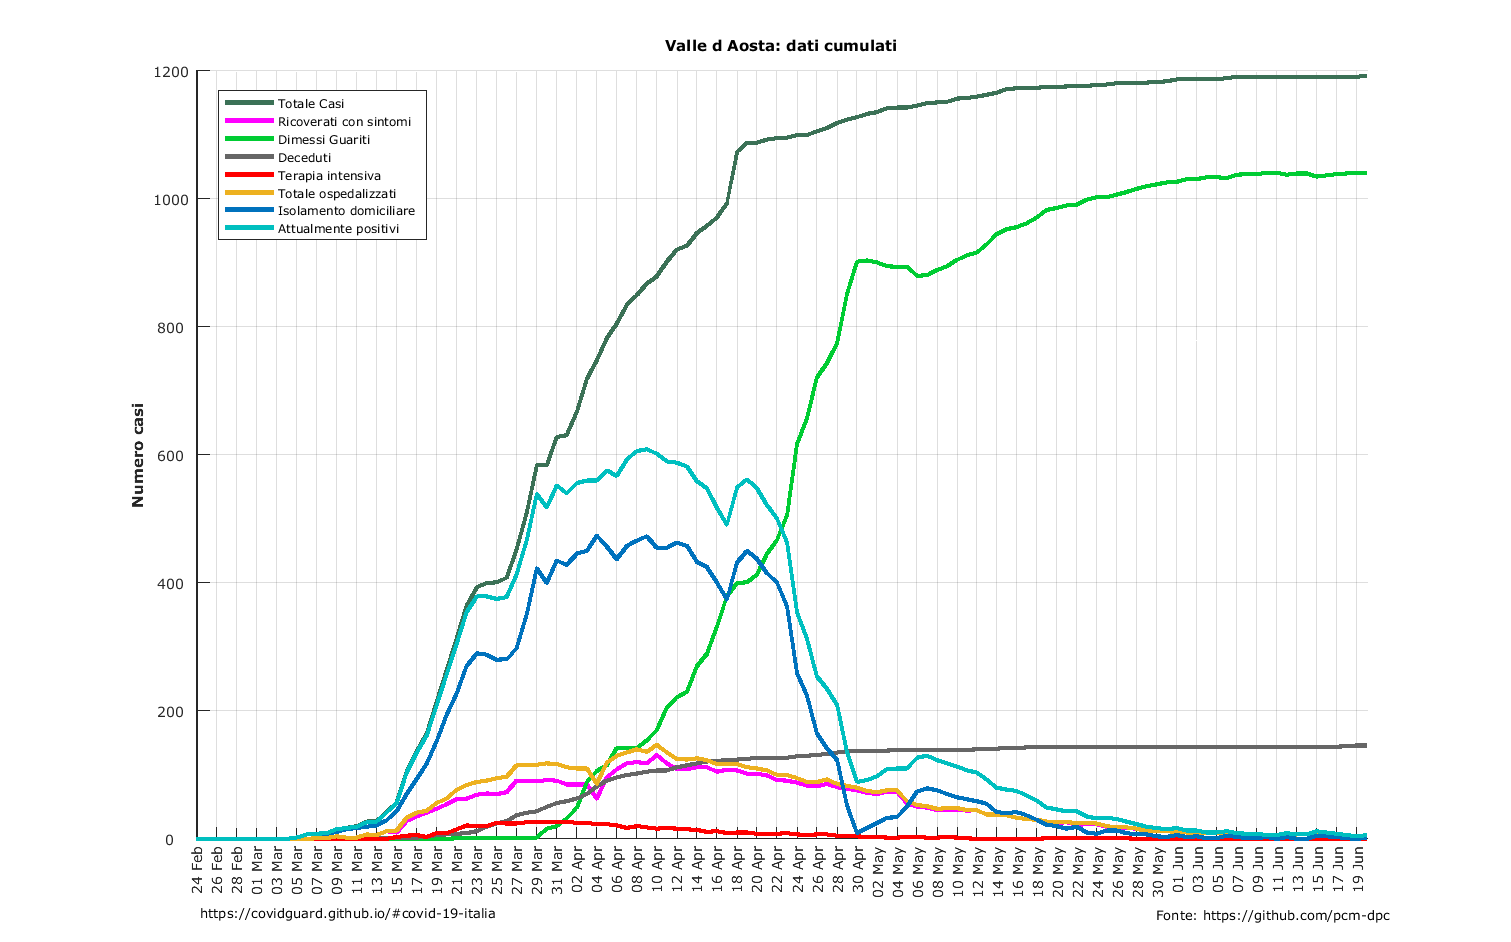 Valle d Aosta: dati cumulati
Numero casi
1200
1000
800
600
400
200
0
Totale Casi
Ricoverati con sintomi
Dimessi Guariti
Deceduti
Terapia intensiva
Totale ospedalizzati
Isolamento domiciliare
Attualmente positivi
24 Feb
26 Feb
28 Feb
01 Mar
03 Mar
05 Mar
07 Mar
09 Mar
11 Mar
13 Mar
15 Mar
17 Mar
19 Mar
21 Mar
23 Mar
25 Mar
27 Mar
29 Mar
31 Mar
02 Apr
04 Apr
06 Apr
08 Apr
10 Apr
12 Apr
14 Apr
16 Apr
18 Apr
20 Apr
22 Apr
24 Apr
26 Apr
28 Apr
30 Apr
02 May
04 May
06 May
08 May
10 May
12 May
14 May
16 May
18 May
20 May
22 May
24 May
26 May
28 May
30 May
01 Jun
03 Jun
05 Jun
07 Jun
09 Jun
11 Jun
13 Jun
15 Jun
17 Jun
19 Jun
https://covidguard.github.io/#covid-19-italia
Fonte: https://github.com/pcm-dpc